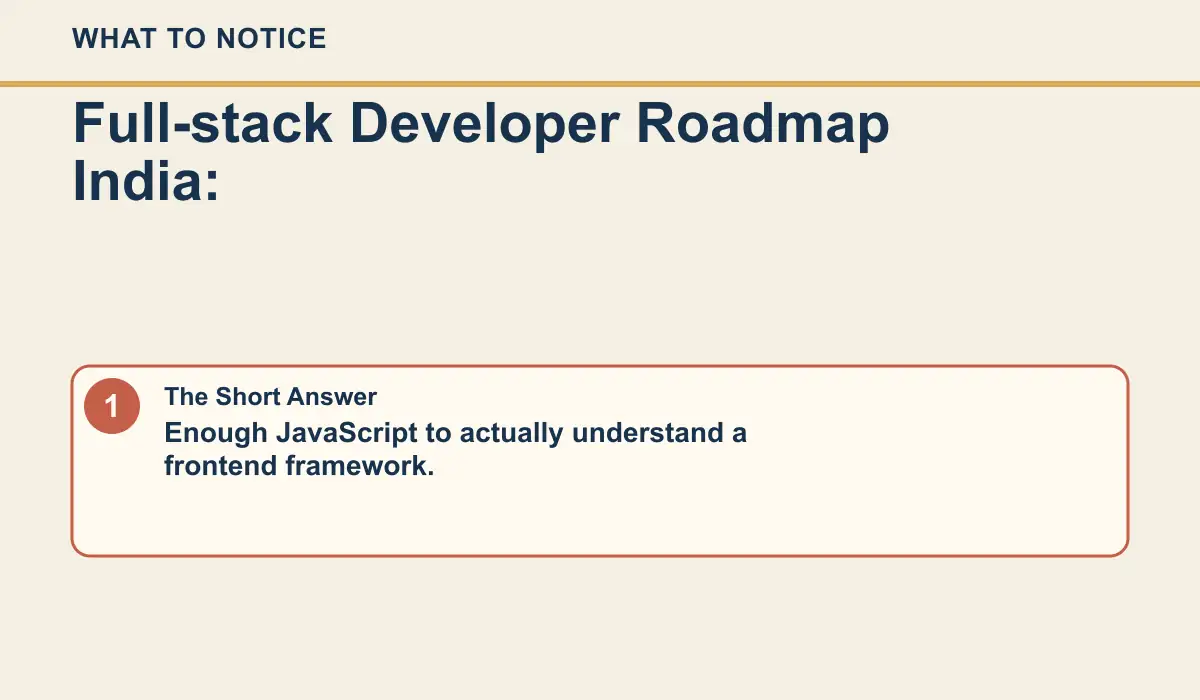 WHAT TO NOTICE
Full-stack Developer Roadmap
India:
1
The Short Answer
Enough JavaScript to actually understand a
frontend framework.